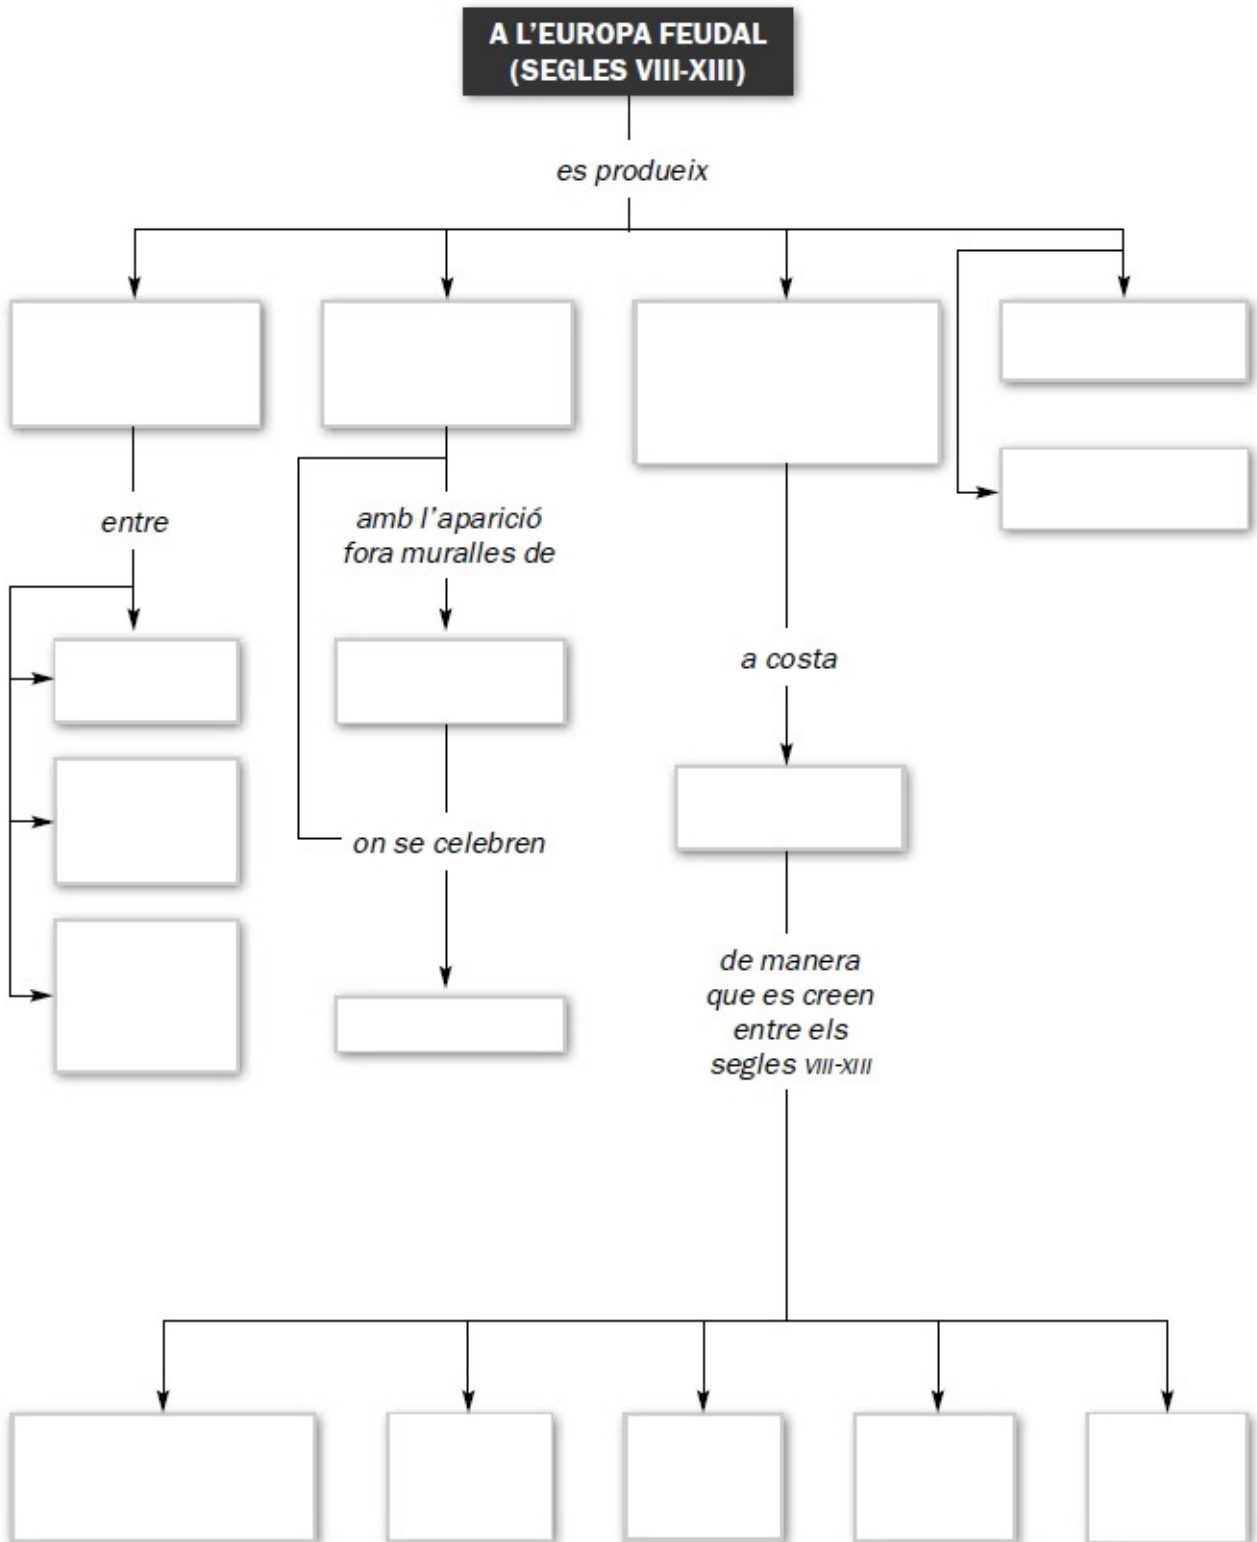 A L'EUROPA FEUDAL
(SEGLES VIII-XIII)
es produeix
entre
amb l'aparició
fora muralles de
a costa
on se celebren
de manera
que es creen
entre els
segles VIII-XIII